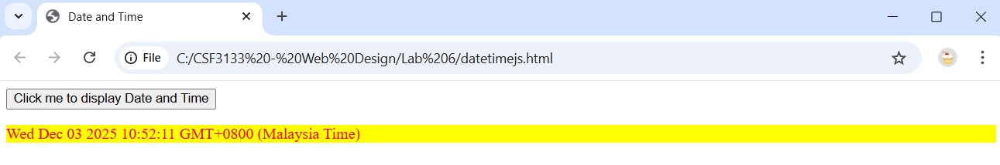 Date and Time
File
C:/CSF3133%20-%20Web%20Design/Lab%206/datetimejs.html
Click me to display Date and Time
Wed Dec 03 2025 10:52:11 GMT+0800 (Malaysia Time)